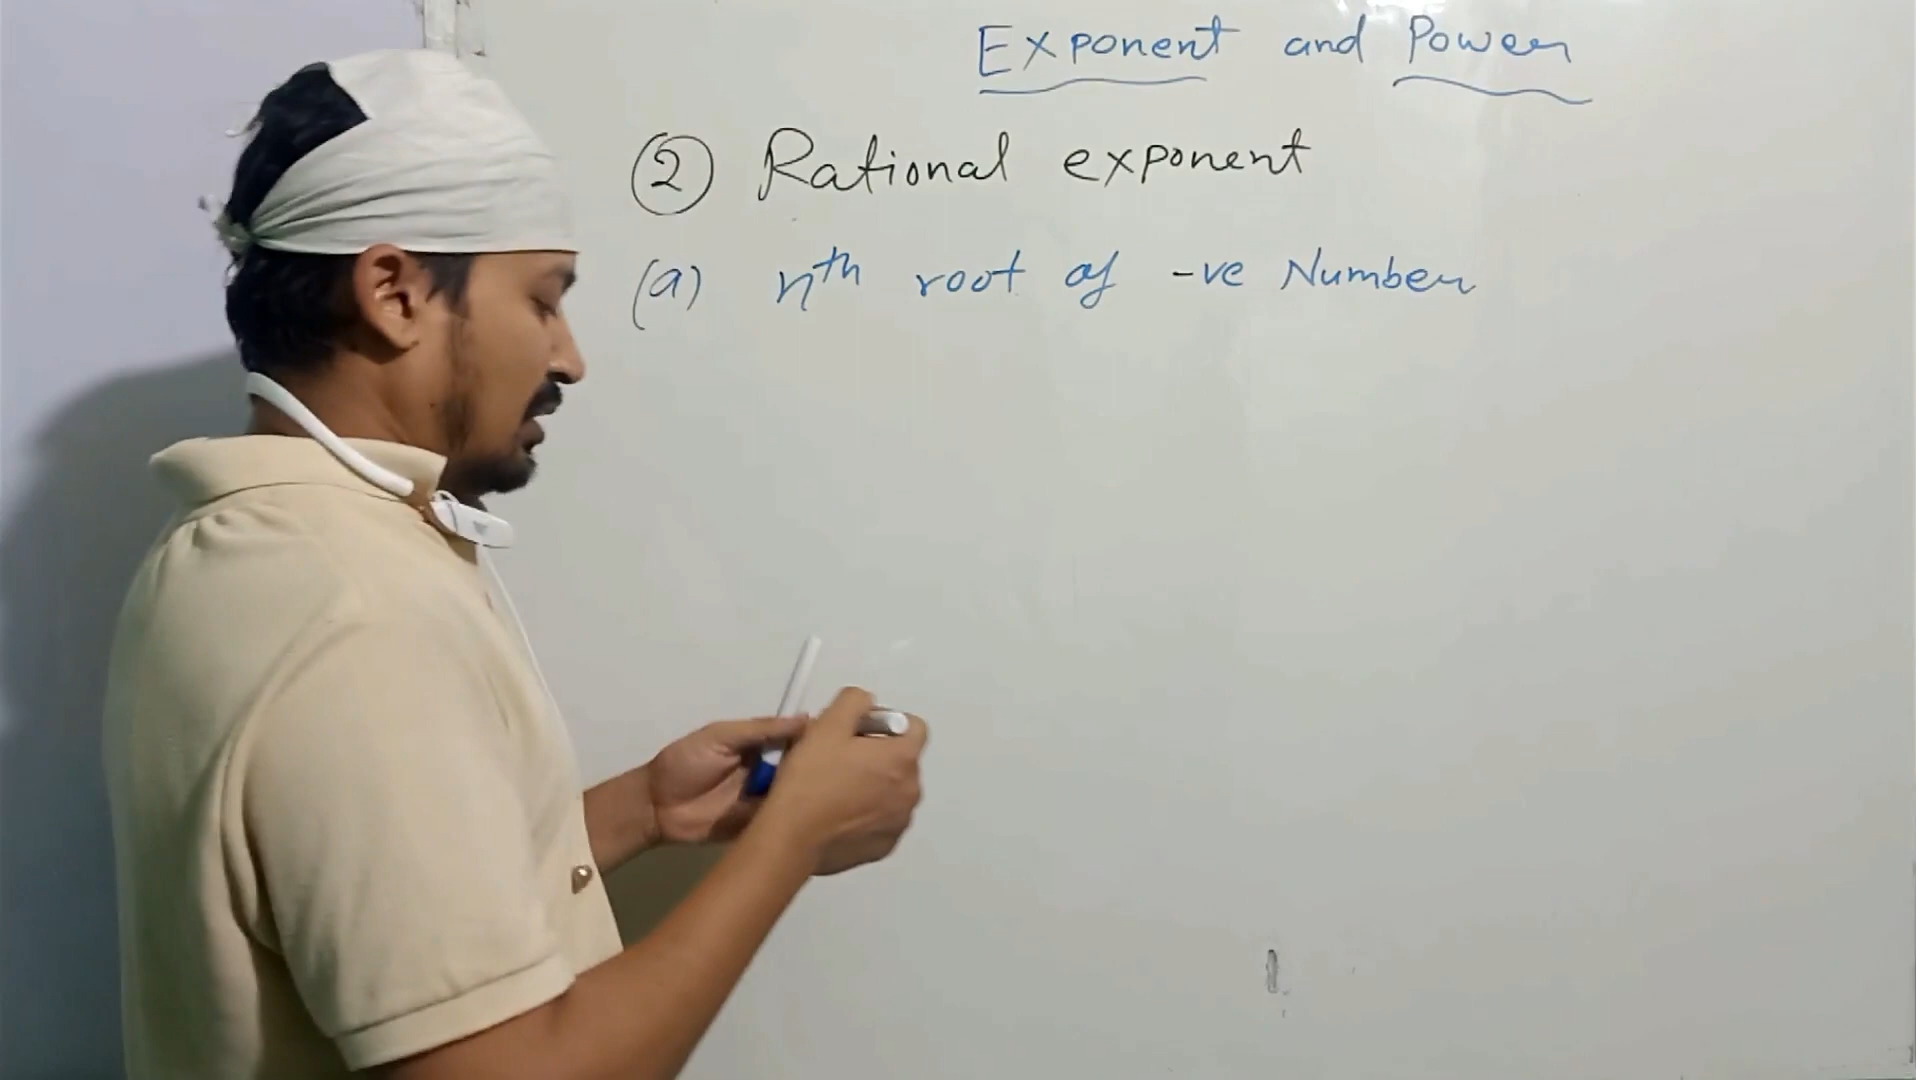 Exponent and Power
② Rational exponent
(a) nth root of -ve Number